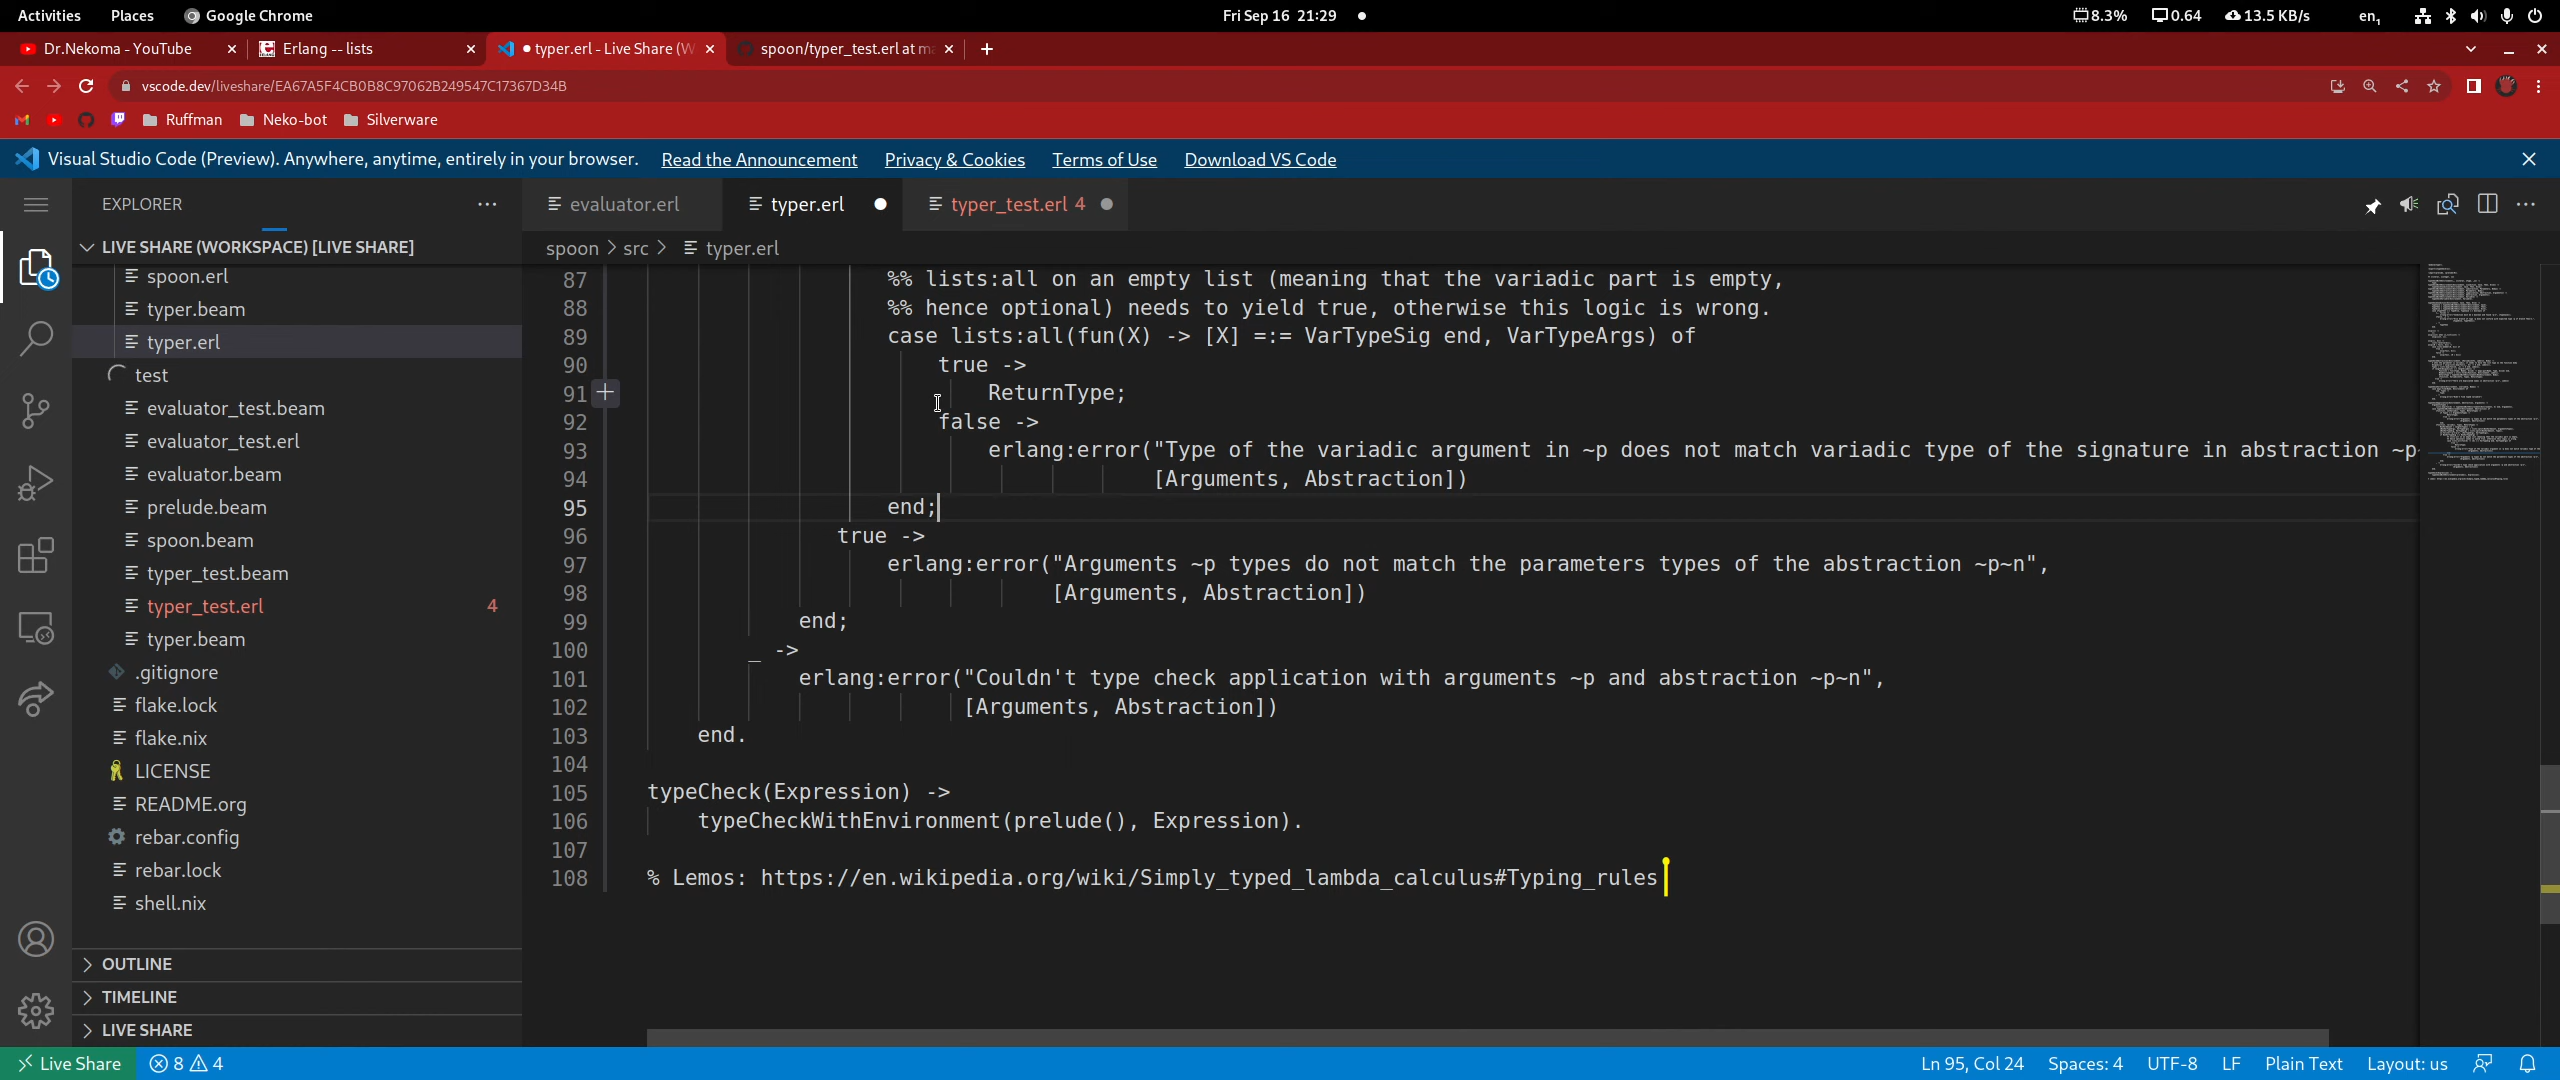 Activities Places Google Chrome Fri Sep 16 21:29 8.3% 0.64 13.5 KB/s en₁
Dr.Nekoma - YouTube Erlang -- lists typer.erl - Live Share (W spoon/typer_test.erl at ma
vscode.dev/liveshare/EA67A5F4CB0B8C97062B249547C17367D34B
Ruffman Neko-bot Silverware
Visual Studio Code (Preview). Anywhere, anytime, entirely in your browser. Read the Announcement Privacy & Cookies Terms of Use Download VS Code
EXPLORER
evaluator.erl typer.erl typer_test.erl 4
LIVE SHARE (WORKSPACE) [LIVE SHARE]
spoon > src > typer.erl
spoon.erl
typer.beam
typer.erl
test
evaluator_test.beam
evaluator_test.erl
evaluator.beam
prelude.beam
spoon.beam
typer_test.beam
typer_test.erl 4
typer.beam
.gitignore
flake.lock
flake.nix
LICENSE
README.org
rebar.config
rebar.lock
shell.nix
OUTLINE
TIMELINE
LIVE SHARE
87 %% lists:all on an empty list (meaning that the variadic part is empty,
88 %% hence optional) needs to yield true, otherwise this logic is wrong.
89 case lists:all(fun(X) -> [X] =:= VarTypeSig end, VarTypeArgs) of
90 true ->
91 ReturnType;
92 false ->
93 erlang:error("Type of the variadic argument in ~p does not match variadic type of the signature in abstraction ~p
94 [Arguments, Abstraction])
95 end;
96 true ->
97 erlang:error("Arguments ~p types do not match the parameters types of the abstraction ~p~n",
98 [Arguments, Abstraction])
99 end;
100 _ ->
101 erlang:error("Couldn't type check application with arguments ~p and abstraction ~p~n",
102 [Arguments, Abstraction])
103 end.
104
105 typeCheck(Expression) ->
106 typeCheckWithEnvironment(prelude(), Expression).
107
108 % Lemos: https://en.wikipedia.org/wiki/Simply_typed_lambda_calculus#Typing_rules
Live Share 8 4 Ln 95, Col 24 Spaces: 4 UTF-8 LF Plain Text Layout: us